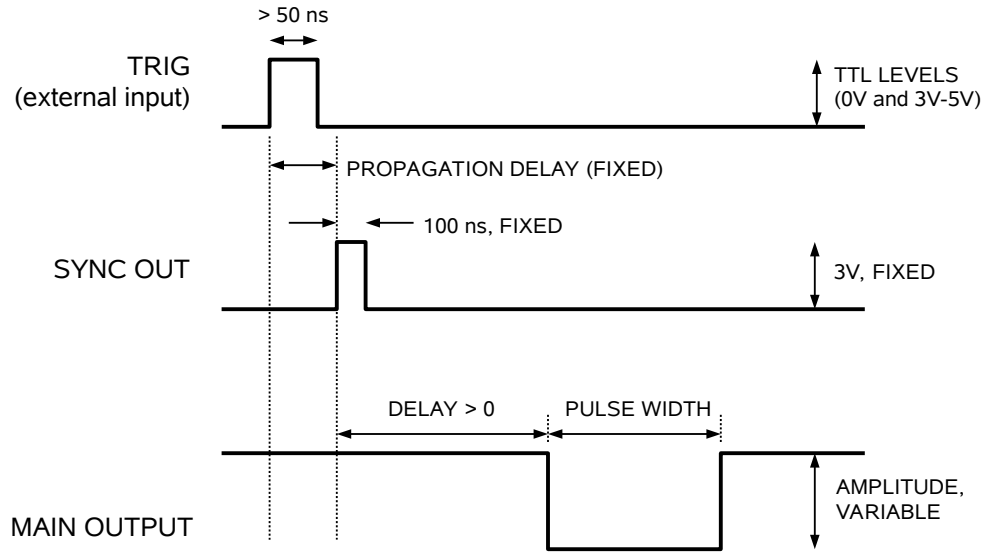 > 50 ns
TRIG
(external input)
TTL LEVELS
(0V and 3V-5V)
PROPAGATION DELAY (FIXED)
100 ns, FIXED
SYNC OUT
3V, FIXED
DELAY > 0
PULSE WIDTH
AMPLITUDE,
VARIABLE
MAIN OUTPUT